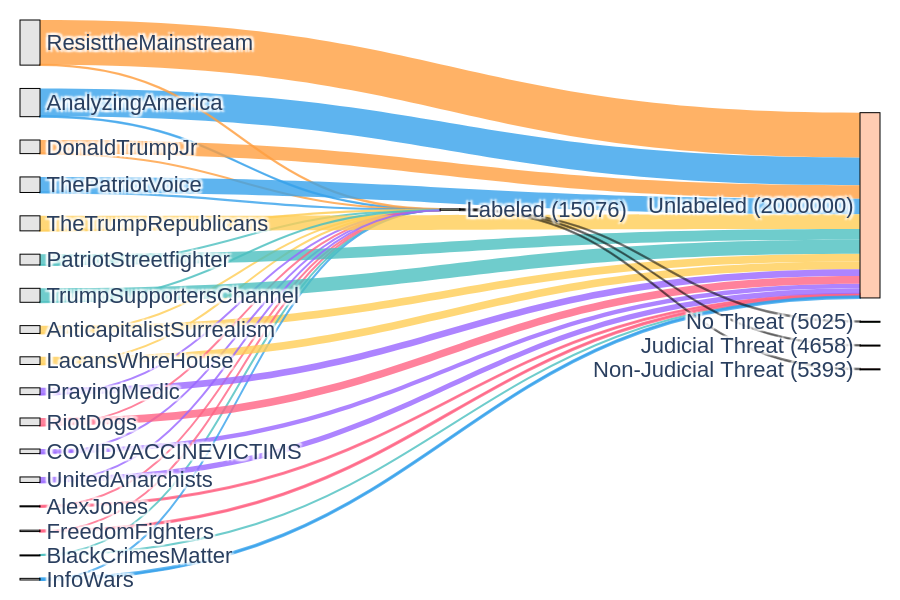 ResisttheMainstream
AnalyzingAmerica
DonaldTrumpJr
ThePatriotVoice
TheTrumpRepublicans
PatriotStreetfighter
TrumpSupportersChannel
AnticapitalistSurrealism
LacansWhreHouse
PrayingMedic
RiotDogs
COVIDVACCINEVICTIMS
UnitedAnarchists
AlexJones
FreedomFighters
BlackCrimesMatter
InfoWars
Labeled (15076)
Unlabeled (2000000)
No Threat (5025)
Judicial Threat (4658)
Non-Judicial Threat (5393)